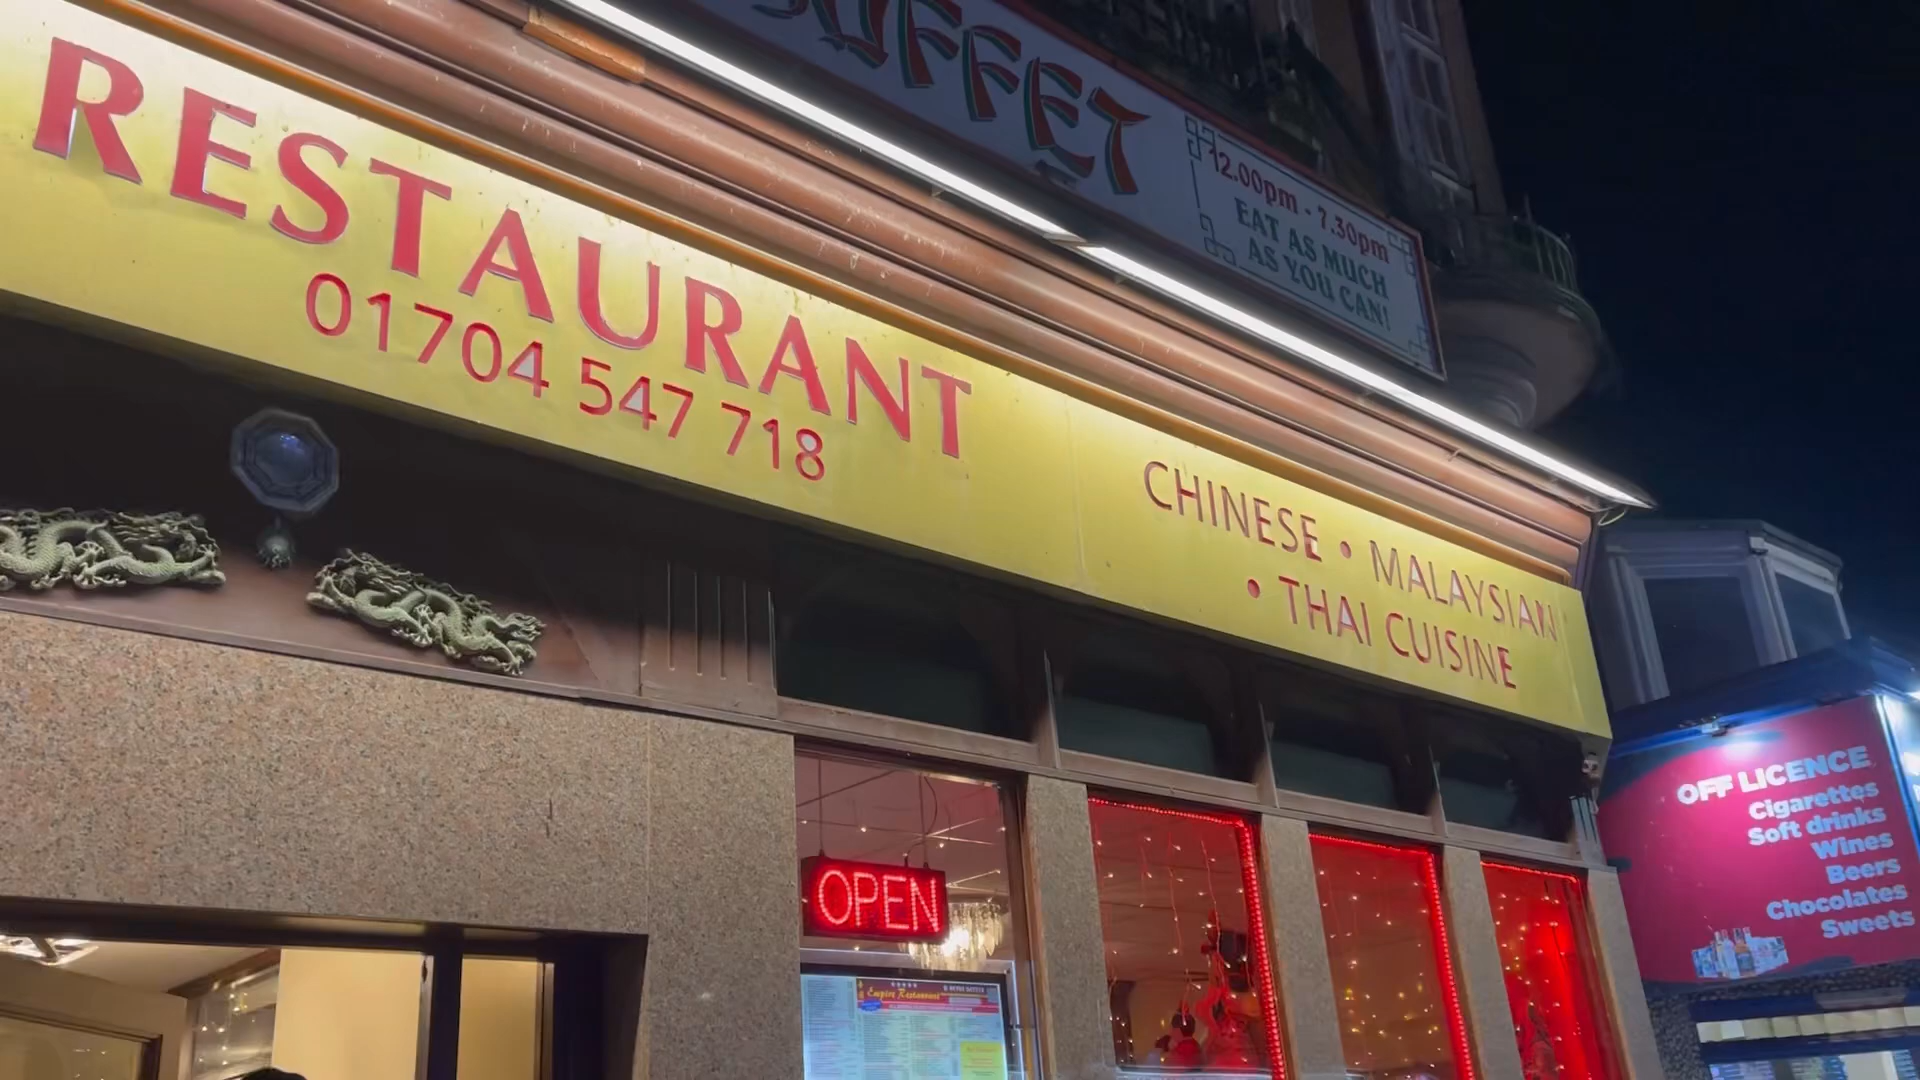 BUFFET
12.00pm - 7.30pm
EAT AS MUCH
AS YOU CAN!
RESTAURANT
01704 547 718
CHINESE • MALAYSIAN
• THAI CUISINE
OPEN
Empire Restaurant
OFF LICENCE
Cigarettes
Soft drinks
Wines
Beers
Chocolates
Sweets